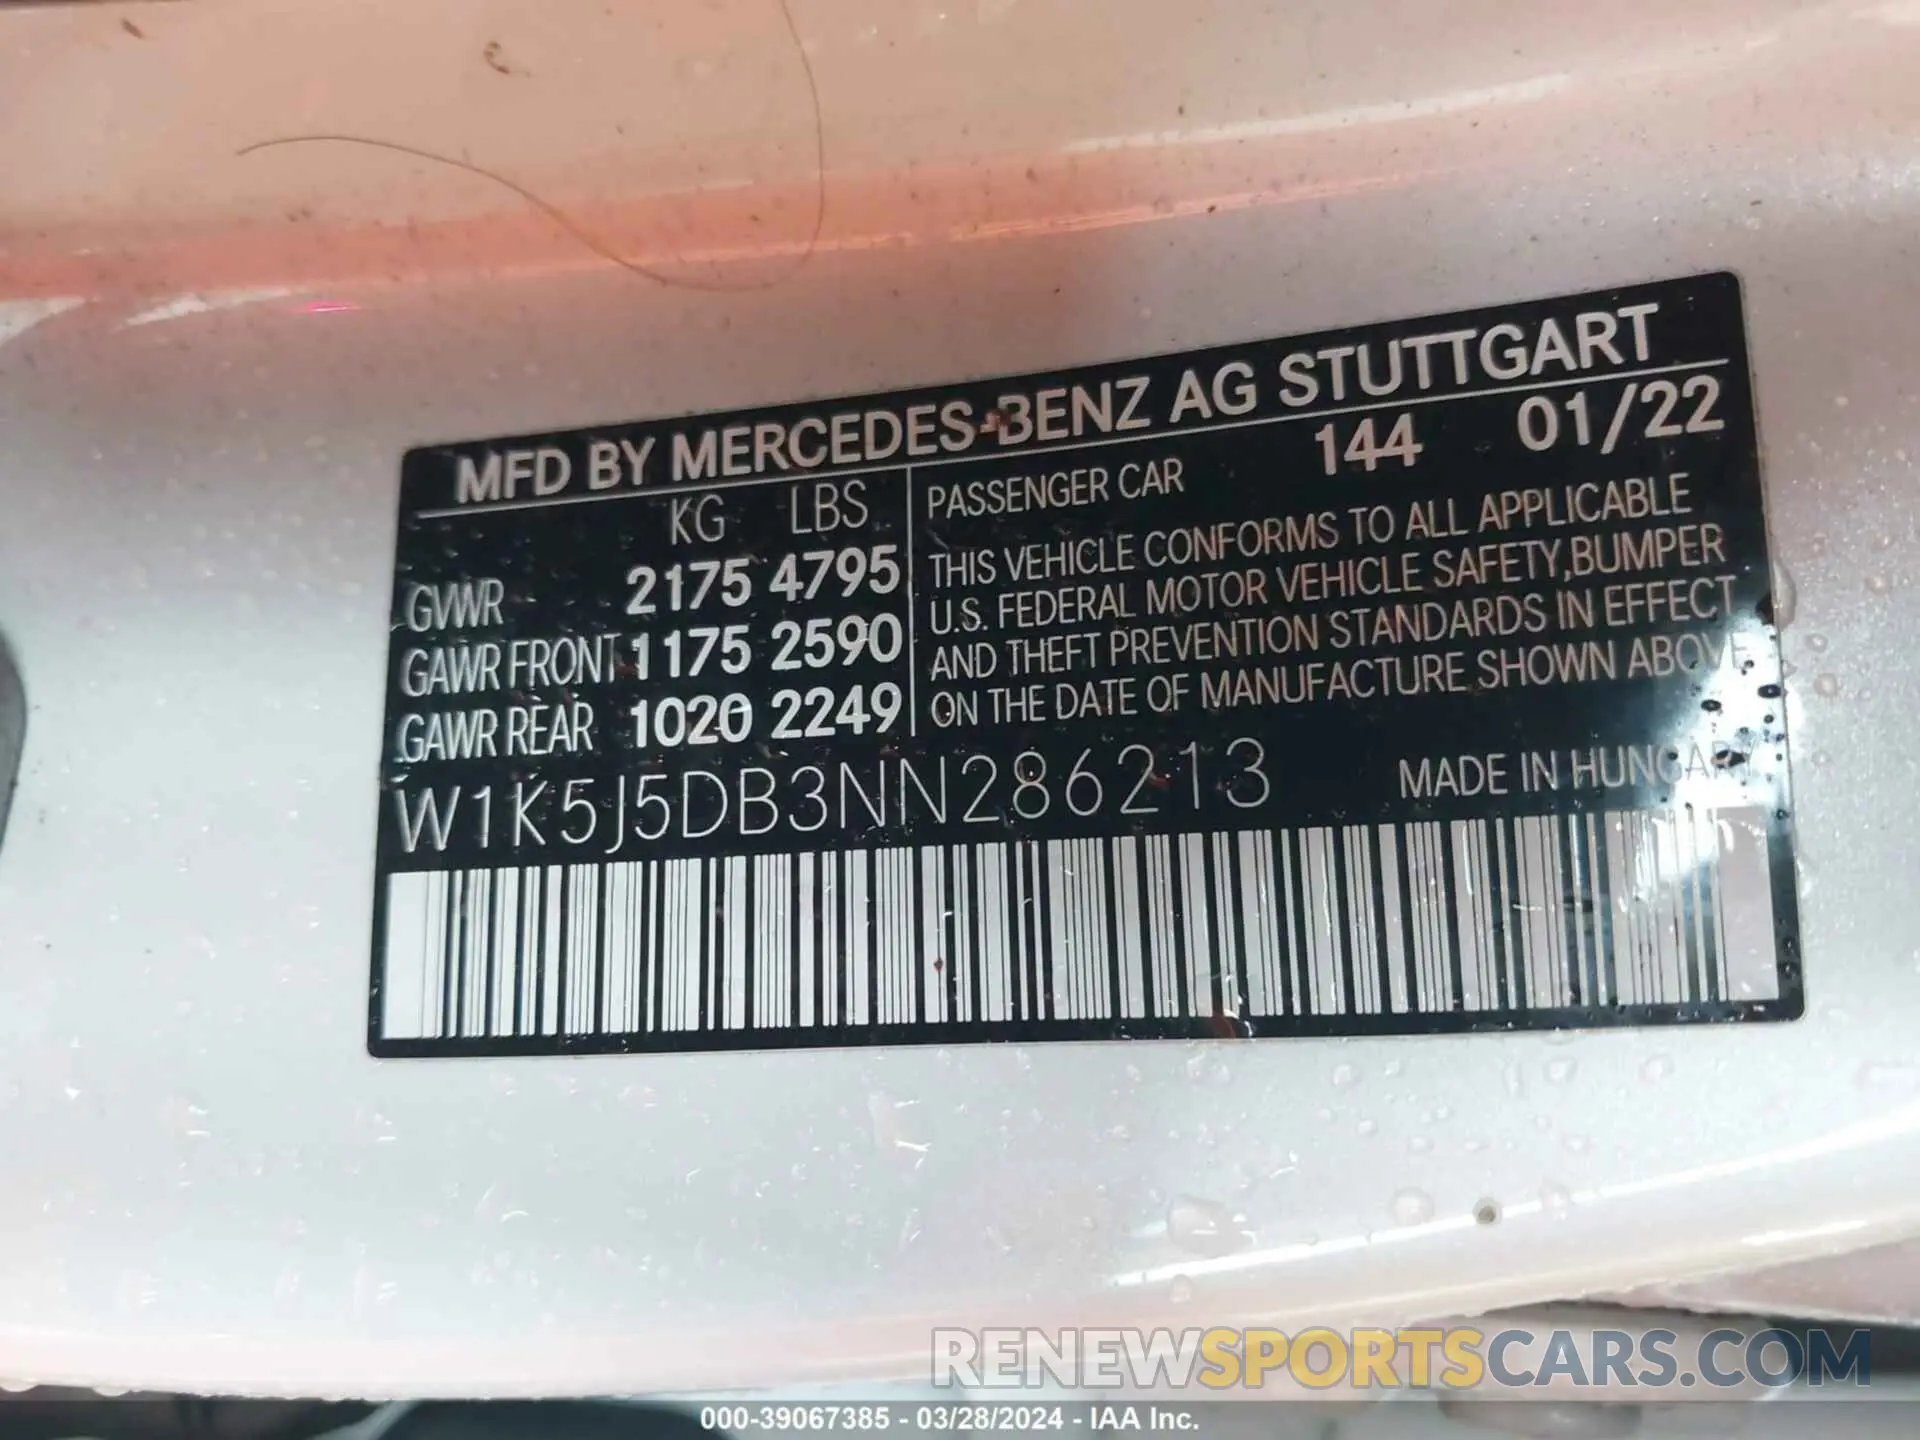 MFD BY MERCEDES-BENZ AG STUTTGART
KG LBS
GVWR 2175 4795
GAWR FRONT 1175 2590
GAWR REAR 1020 2249
PASSENGER CAR 144 01/22
THIS VEHICLE CONFORMS TO ALL APPLICABLE
U.S. FEDERAL MOTOR VEHICLE SAFETY,BUMPER
AND THEFT PREVENTION STANDARDS IN EFFECT
ON THE DATE OF MANUFACTURE SHOWN ABOVE
W1K5J5DB3NN286213
MADE IN HUNGARY
RENEWSPORTSCARS.COM
000-39067385 - 03/28/2024 - IAA Inc.